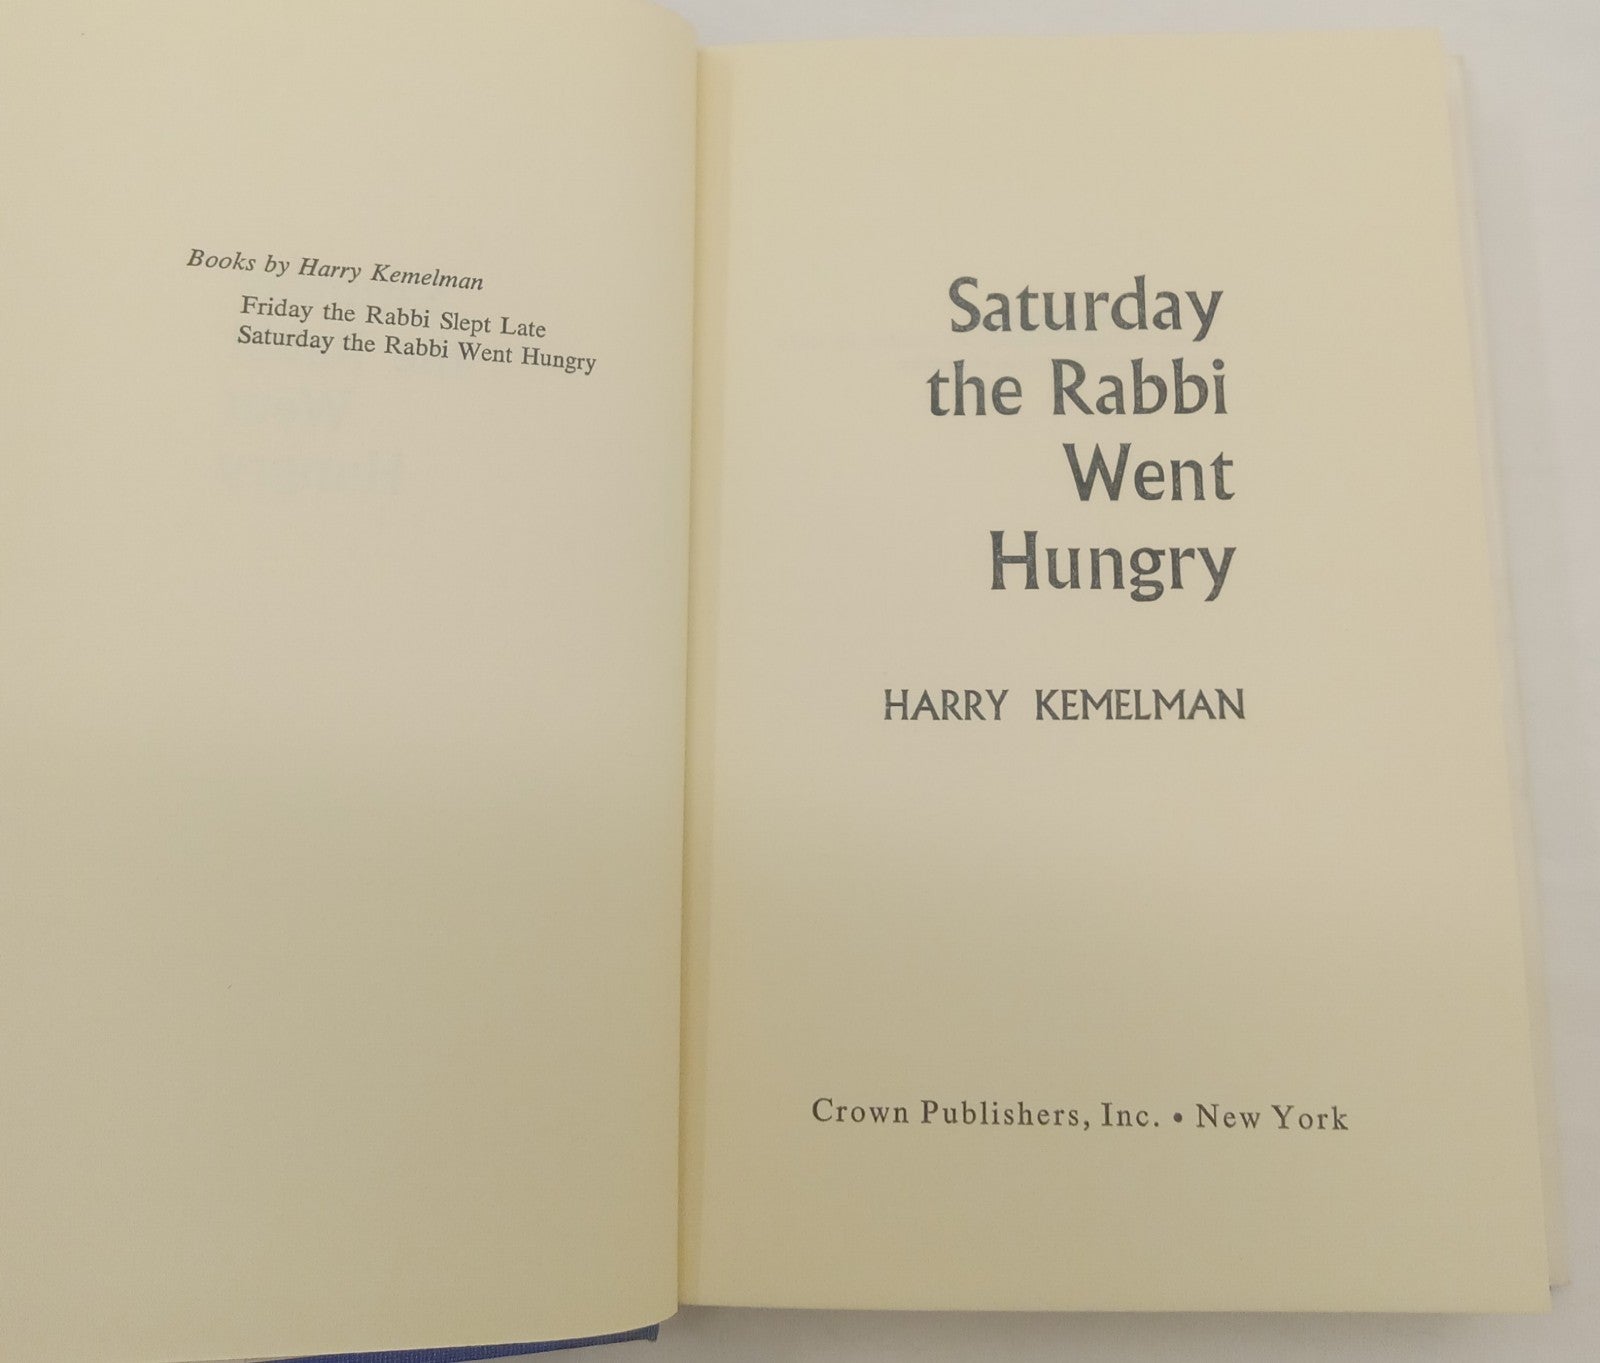 Books by Harry Kemelman
Friday the Rabbi Slept Late
Saturday the Rabbi Went Hungry
Saturday
the Rabbi
Went
Hungry
HARRY KEMELMAN
Crown Publishers, Inc. • New York